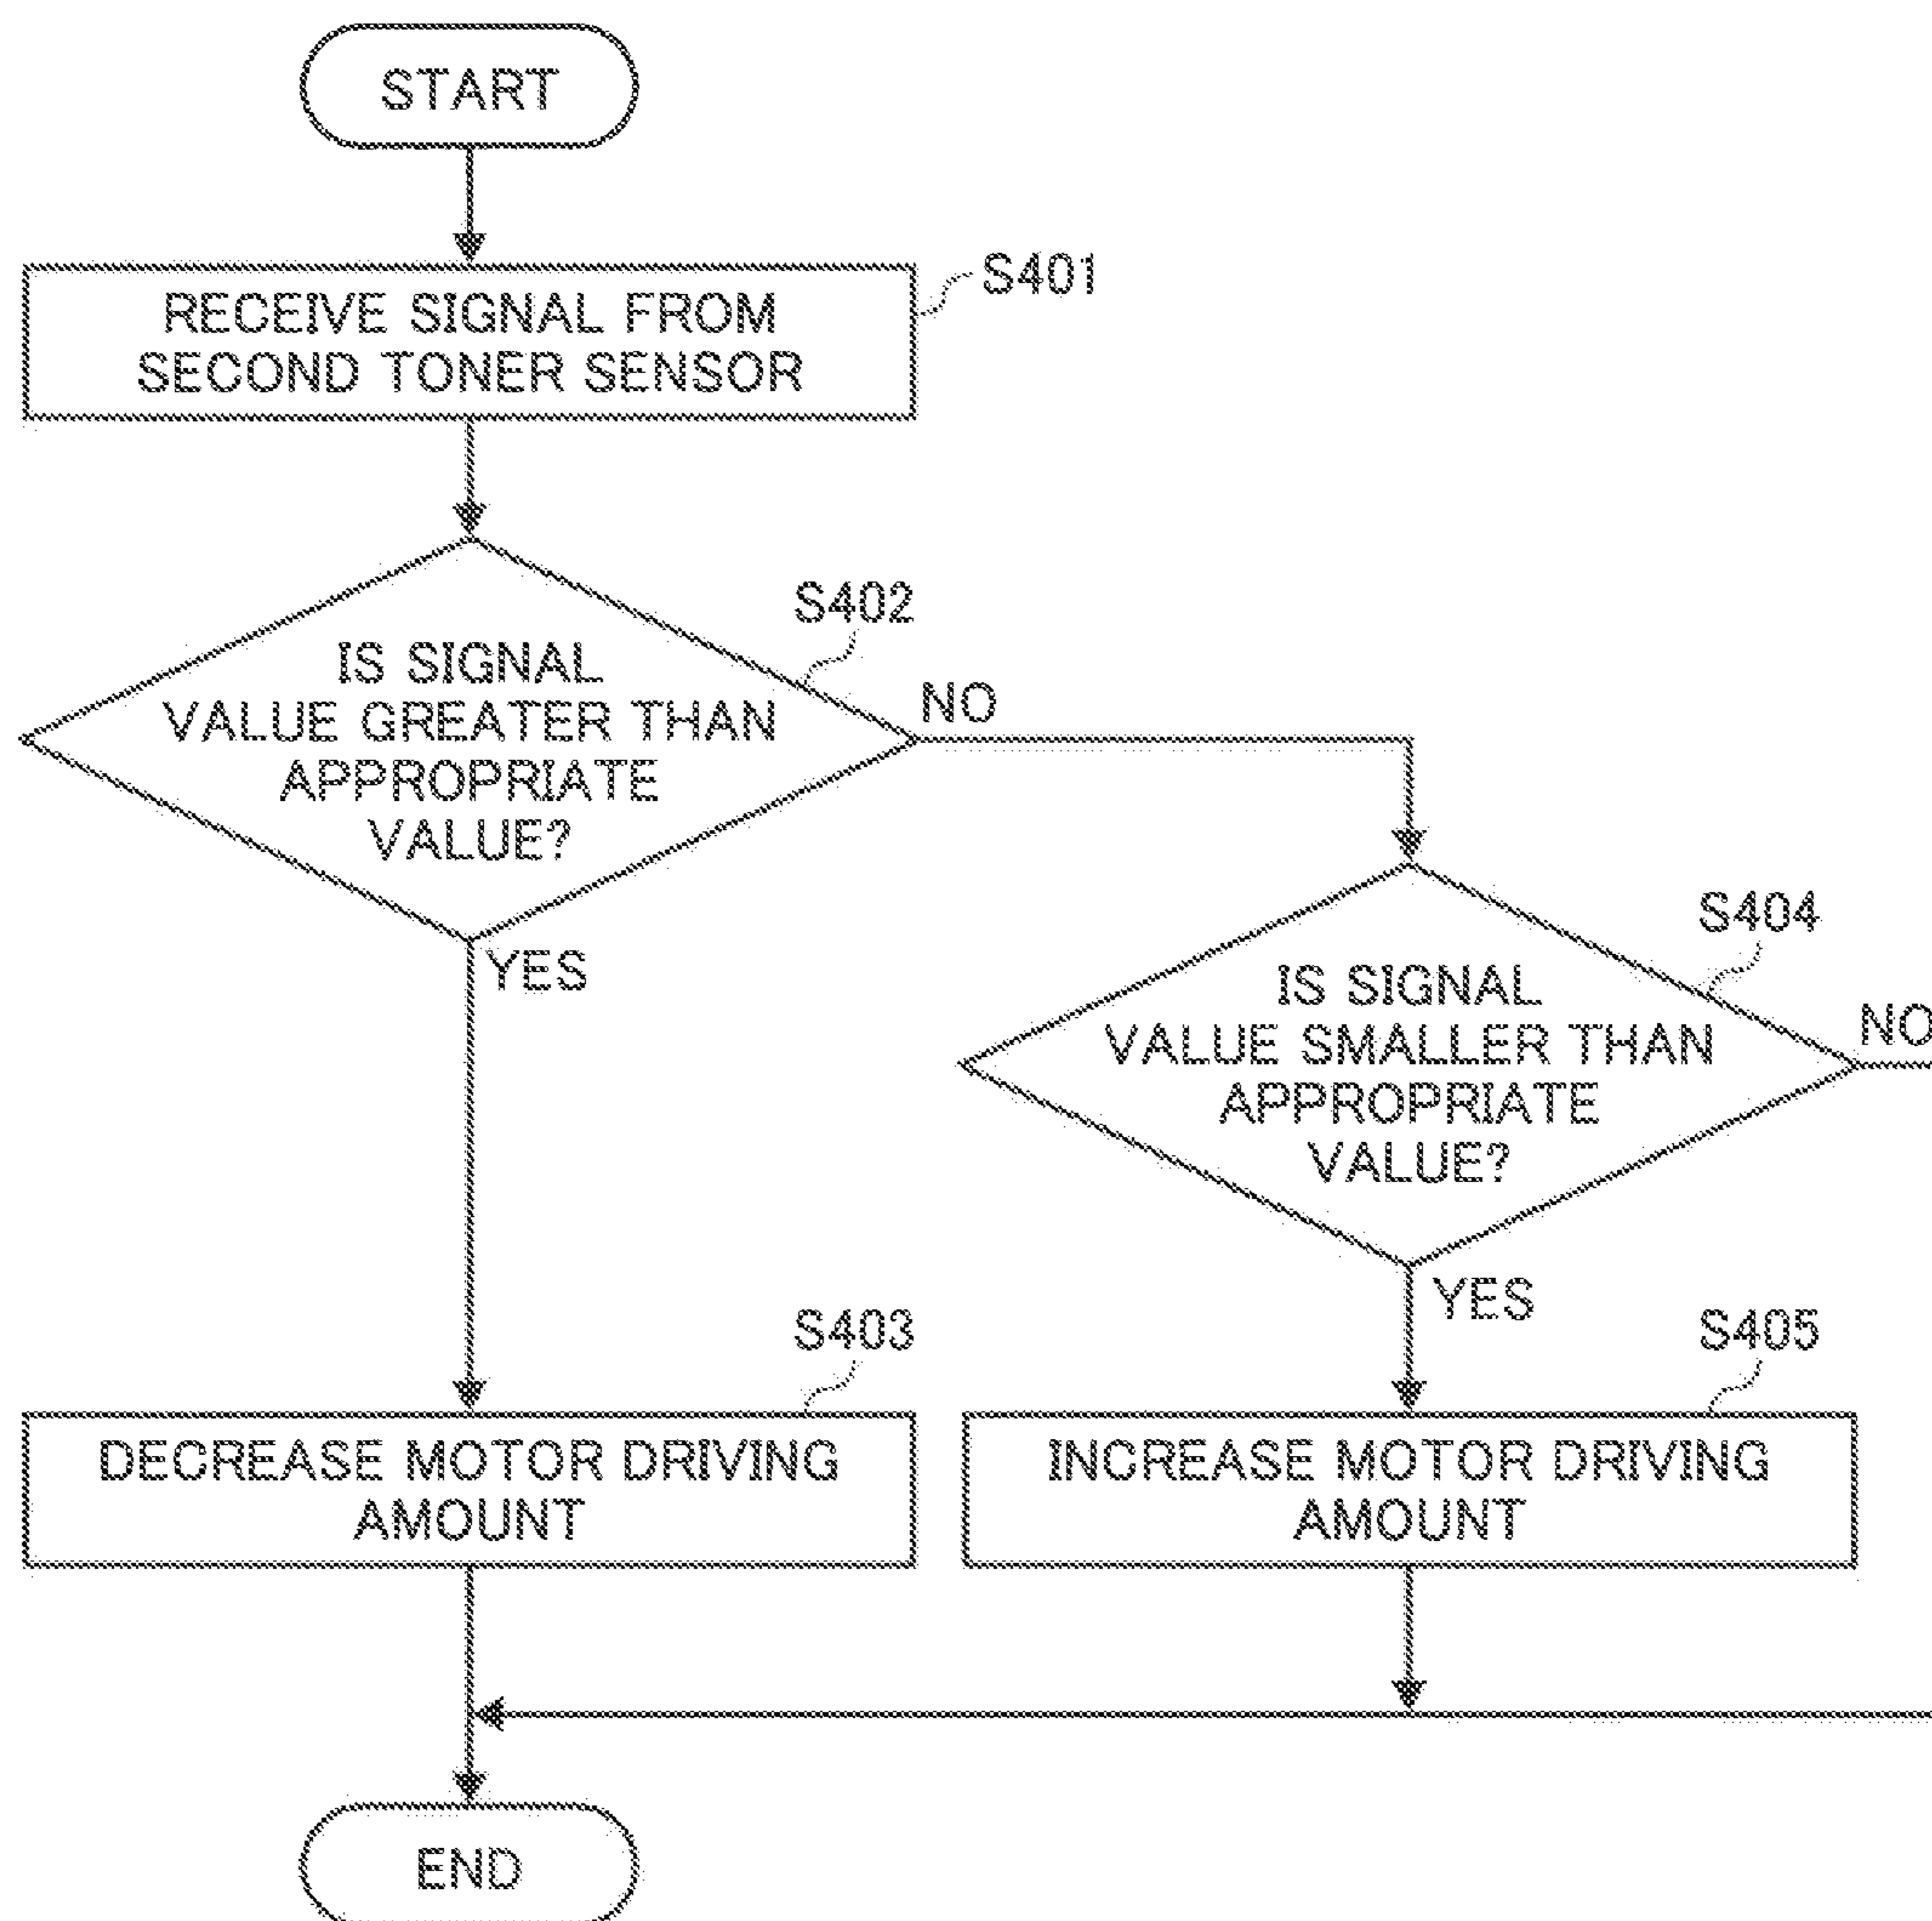 START
S401
RECEIVE SIGNAL FROM
SECOND TONER SENSOR
S402
IS SIGNAL
VALUE GREATER THAN
APPROPRIATE
VALUE?
NO
YES
S404
IS SIGNAL
VALUE SMALLER THAN
APPROPRIATE
VALUE?
NO
YES
S403
DECREASE MOTOR DRIVING
AMOUNT
S405
INCREASE MOTOR DRIVING
AMOUNT
END